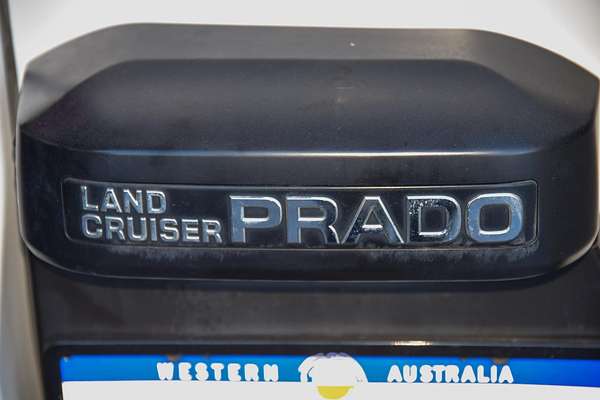 LAND
CRUISER PRADO
WESTERN AUSTRALIA